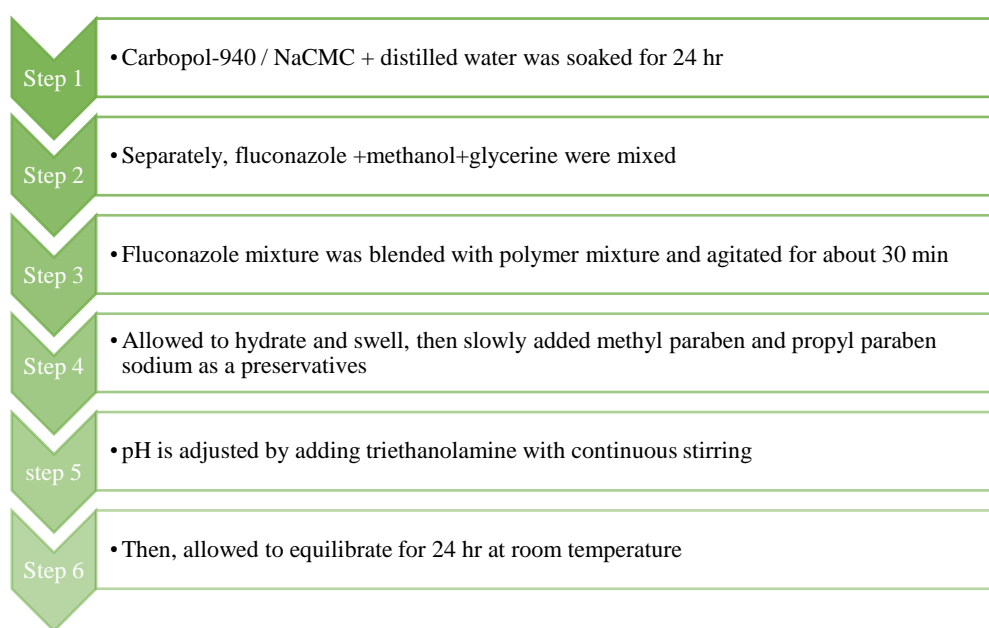 Step 1
• Carbopol-940 / NaCMC + distilled water was soaked for 24 hr
Step 2
• Separately, fluconazole +methanol+glycerine were mixed
Step 3
• Fluconazole mixture was blended with polymer mixture and agitated for about 30 min
Step 4
• Allowed to hydrate and swell, then slowly added methyl paraben and propyl paraben
sodium as a preservatives
step 5
• pH is adjusted by adding triethanolamine with continuous stirring
Step 6
• Then, allowed to equilibrate for 24 hr at room temperature